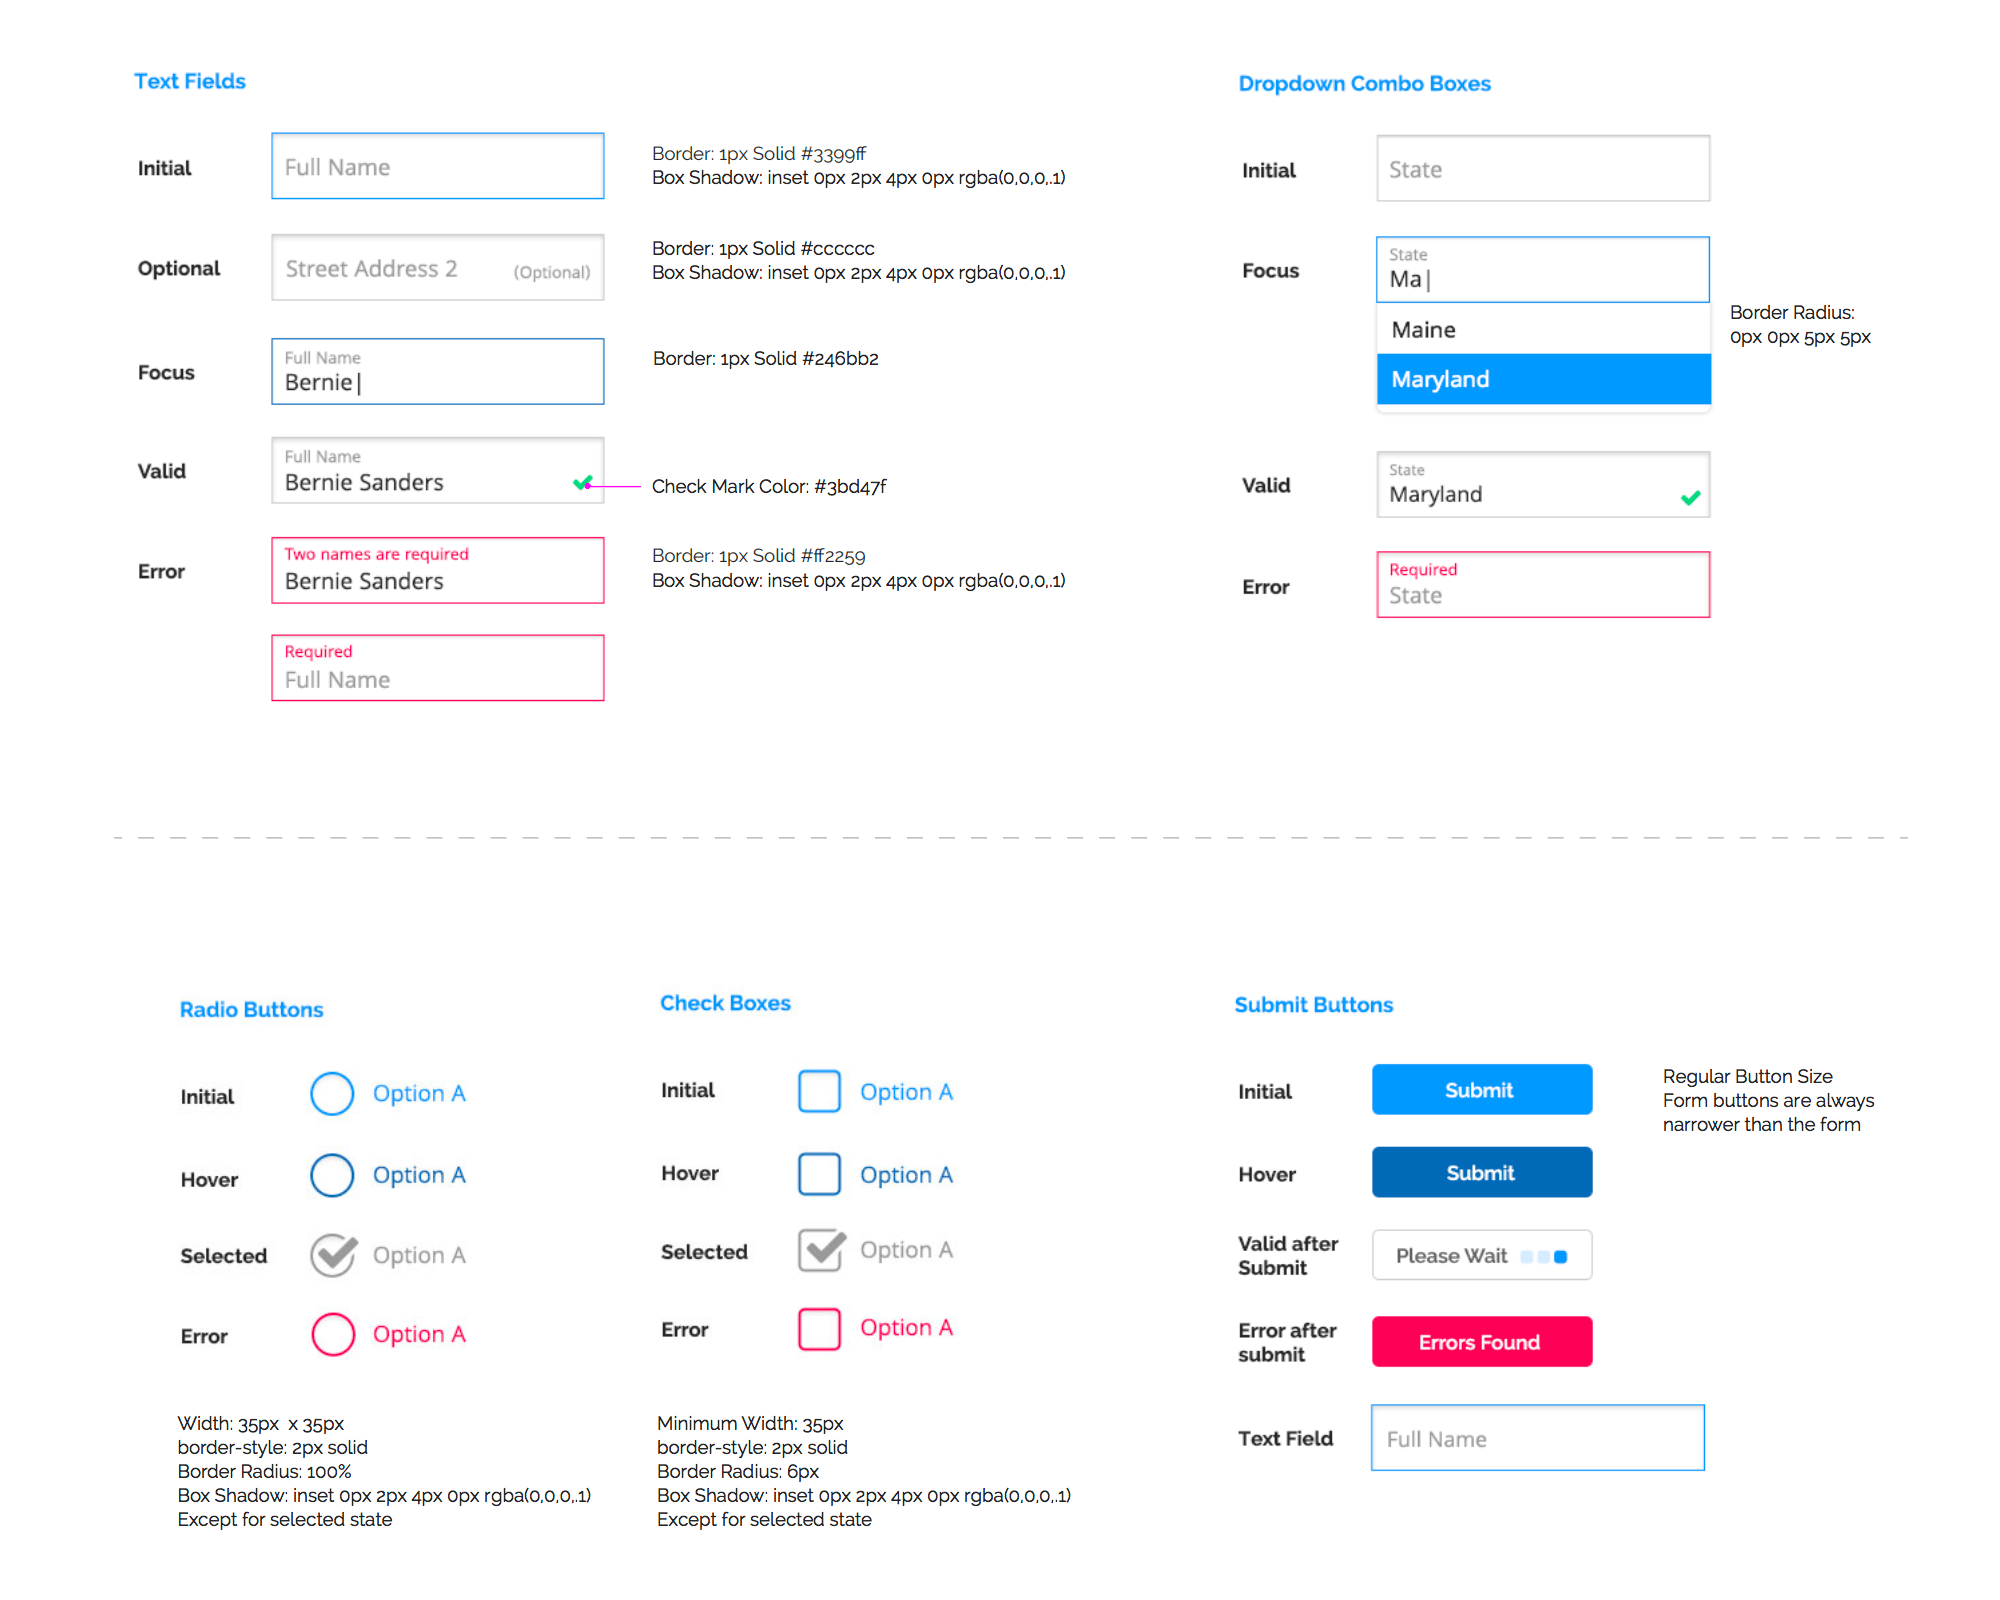 Text Fields
Initial
Full Name
Border: 1px Solid #3399ff
Box Shadow: inset 0px 2px 4px 0px rgba(0,0,0,.1)
Optional
Street Address 2 (Optional)
Border: 1px Solid #cccccc
Box Shadow: inset 0px 2px 4px 0px rgba(0,0,0,.1)
Focus
Full Name
Bernie|
Border: 1px Solid #246bb2
Valid
Full Name
Bernie Sanders
Check Mark Color: #3bd47f
Error
Two names are required
Bernie Sanders
Border: 1px Solid #ff2259
Box Shadow: inset 0px 2px 4px 0px rgba(0,0,0,.1)
Required
Full Name
Dropdown Combo Boxes
Initial
State
Focus
State
Ma|
Maine
Maryland
Border Radius:
0px 0px 5px 5px
Valid
State
Maryland
Error
Required
State
Radio Buttons
Initial
Option A
Hover
Option A
Selected
Option A
Error
Option A
Width: 35px x 35px
border-style: 2px solid
Border Radius: 100%
Box Shadow: inset 0px 2px 4px 0px rgba(0,0,0,.1)
Except for selected state
Check Boxes
Initial
Option A
Hover
Option A
Selected
Option A
Error
Option A
Minimum Width: 35px
border-style: 2px solid
Border Radius: 6px
Box Shadow: inset 0px 2px 4px 0px rgba(0,0,0,.1)
Except for selected state
Submit Buttons
Initial
Submit
Regular Button Size
Form buttons are always
narrower than the form
Hover
Submit
Valid after
Submit
Please Wait
Error after
submit
Errors Found
Text Field
Full Name